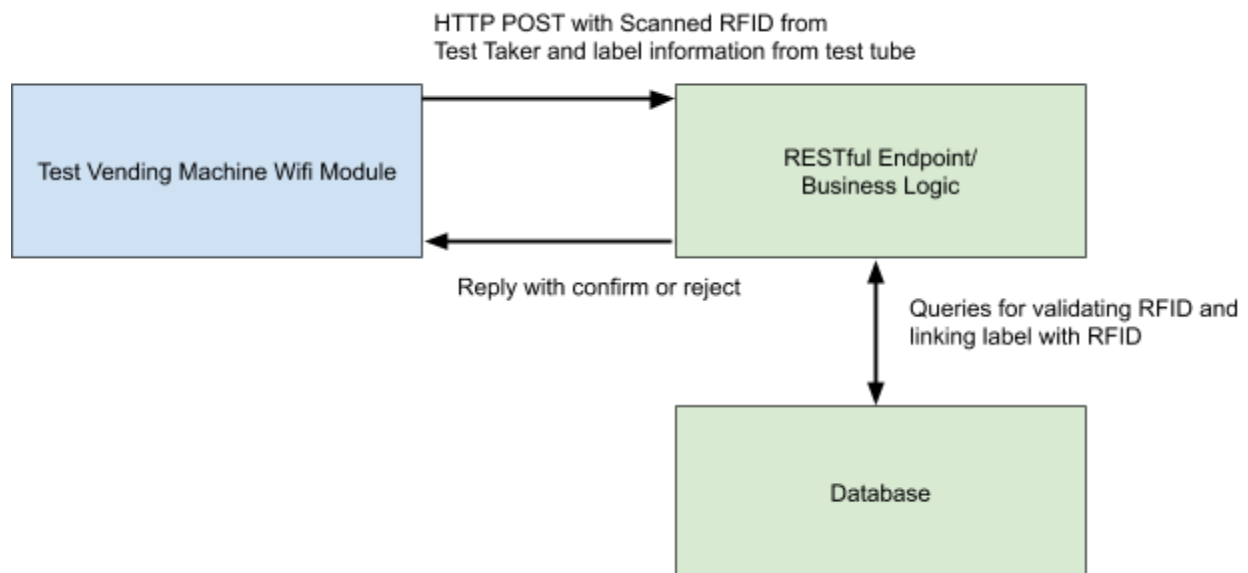 HTTP POST with Scanned RFID from
Test Taker and label information from test tube
Test Vending Machine Wifi Module
RESTful Endpoint/
Business Logic
Reply with confirm or reject
Queries for validating RFID and
linking label with RFID
Database